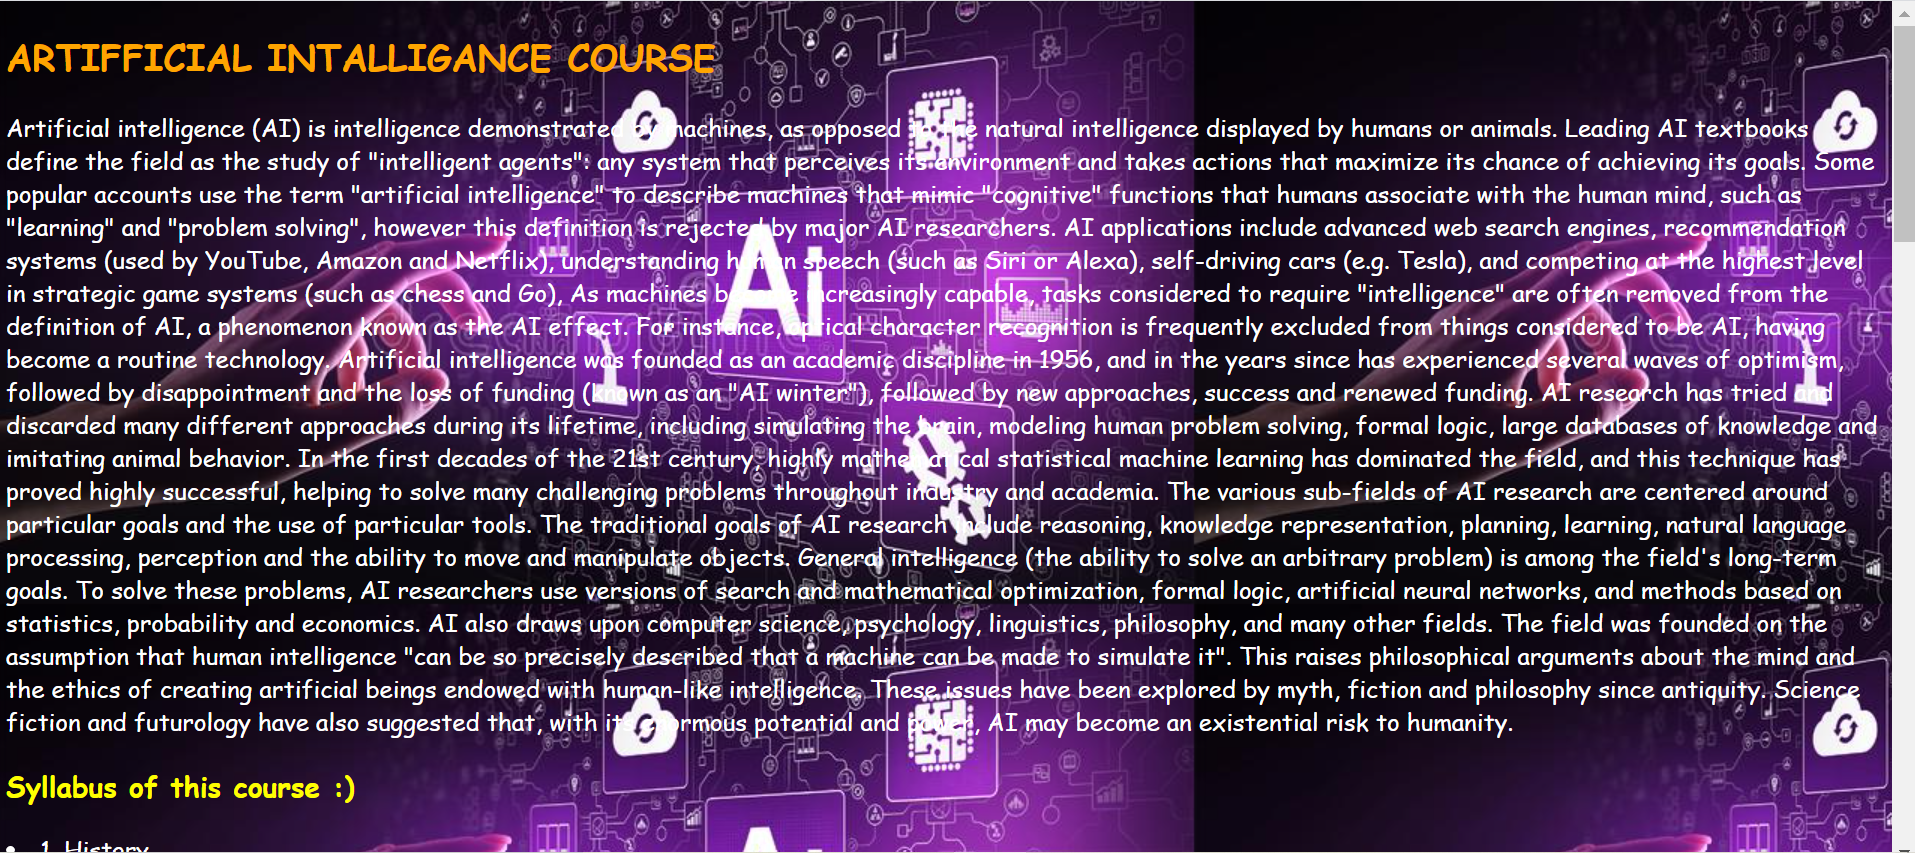 ARTIFFICIAL INTALLIGANCE COURSE
Artificial intelligence (AI) is intelligence demonstrated by machines, as opposed to the natural intelligence displayed by humans or animals. Leading AI textbooks
define the field as the study of "intelligent agents": any system that perceives its environment and takes actions that maximize its chance of achieving its goals. Some
popular accounts use the term "artificial intelligence" to describe machines that mimic "cognitive" functions that humans associate with the human mind, such as
"learning" and "problem solving", however this definition is rejected by major AI researchers. AI applications include advanced web search engines, recommendation
systems (used by YouTube, Amazon and Netflix), understanding human speech (such as Siri or Alexa), self-driving cars (e.g. Tesla), and competing at the highest level
in strategic game systems (such as chess and Go), As machines become increasingly capable, tasks considered to require "intelligence" are often removed from the
definition of AI, a phenomenon known as the AI effect. For instance, optical character recognition is frequently excluded from things considered to be AI, having
become a routine technology. Artificial intelligence was founded as an academic discipline in 1956, and in the years since has experienced several waves of optimism,
followed by disappointment and the loss of funding (known as an "AI winter"), followed by new approaches, success and renewed funding. AI research has tried and
discarded many different approaches during its lifetime, including simulating the brain, modeling human problem solving, formal logic, large databases of knowledge and
imitating animal behavior. In the first decades of the 21st century, highly mathematical statistical machine learning has dominated the field, and this technique has
proved highly successful, helping to solve many challenging problems throughout industry and academia. The various sub-fields of AI research are centered around
particular goals and the use of particular tools. The traditional goals of AI research include reasoning, knowledge representation, planning, learning, natural language
processing, perception and the ability to move and manipulate objects. General intelligence (the ability to solve an arbitrary problem) is among the field's long-term
goals. To solve these problems, AI researchers use versions of search and mathematical optimization, formal logic, artificial neural networks, and methods based on
statistics, probability and economics. AI also draws upon computer science, psychology, linguistics, philosophy, and many other fields. The field was founded on the
assumption that human intelligence "can be so precisely described that a machine can be made to simulate it". This raises philosophical arguments about the mind and
the ethics of creating artificial beings endowed with human-like intelligence. These issues have been explored by myth, fiction and philosophy since antiquity. Science
fiction and futurology have also suggested that, with its enormous potential and power, AI may become an existential risk to humanity.
Syllabus of this course :)
• 1. History
Ai